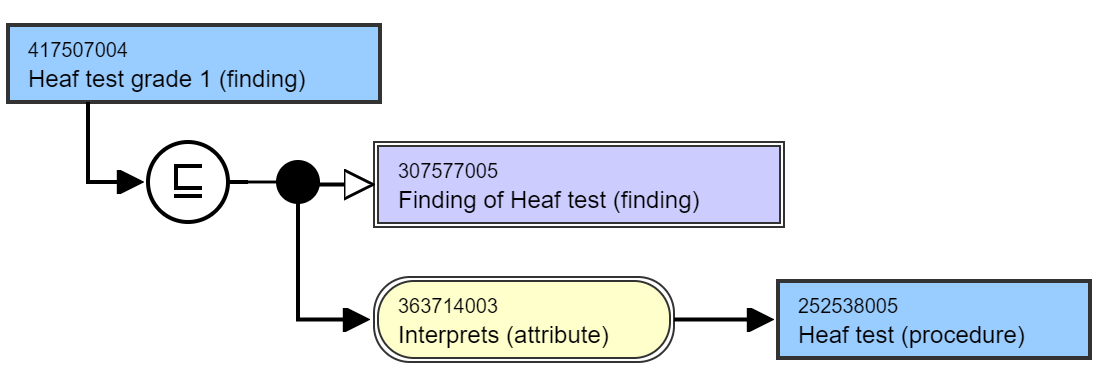 417507004
Heaf test grade 1 (finding)
⊑
307577005
Finding of Heaf test (finding)
363714003
Interprets (attribute)
252538005
Heaf test (procedure)